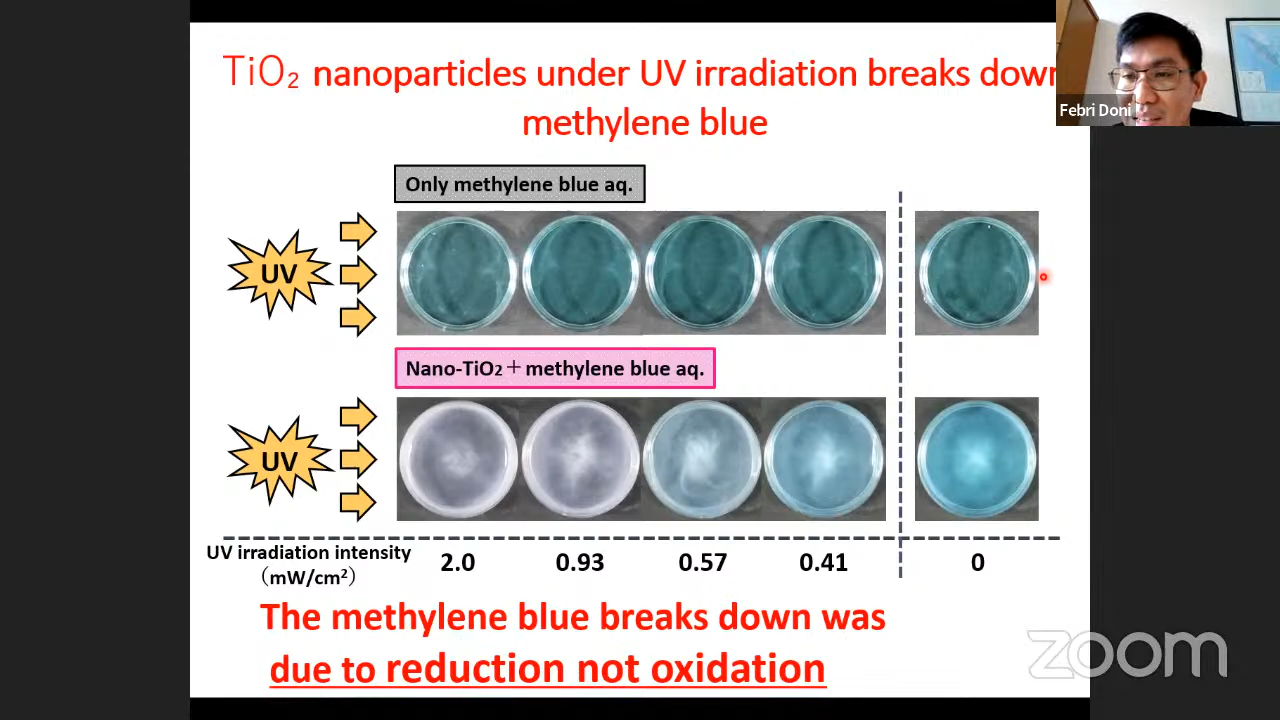 TiO₂ nanoparticles under UV irradiation breaks down
methylene blue
Febri Doni
Only methylene blue aq.
UV
Nano-TiO₂＋methylene blue aq.
UV
UV irradiation intensity
（mW/cm²）
2.0 0.93 0.57 0.41 0
The methylene blue breaks down was
due to reduction not oxidation
zoom